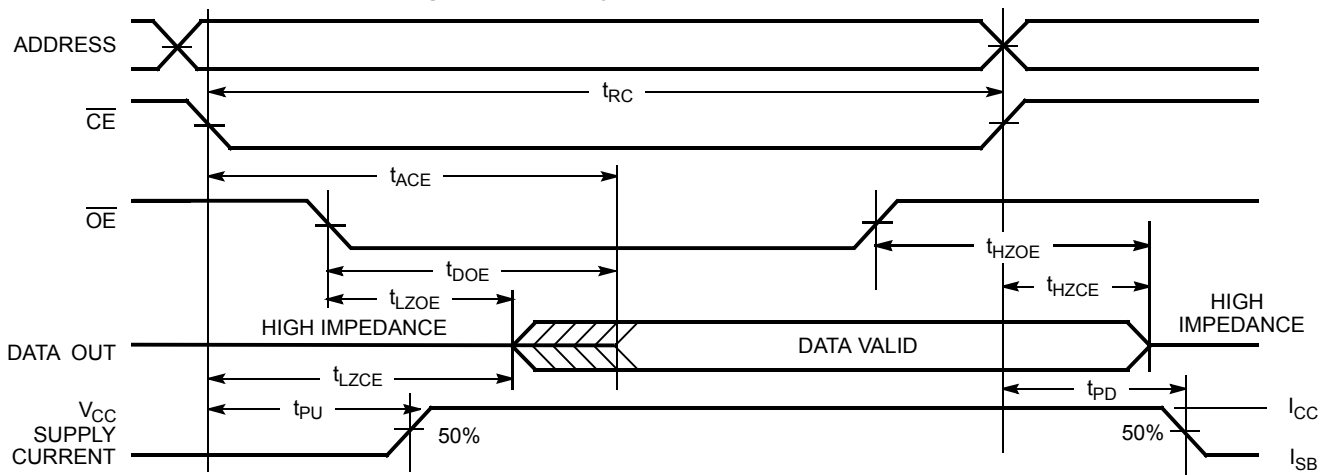 ADDRESS
tRC
CE
tACE
OE
tHZOE
tDOE
tLZOE
tHZCE
HIGH IMPEDANCE
HIGH
IMPEDANCE
DATA OUT
DATA VALID
tLZCE
tPD
VCC
SUPPLY
CURRENT
tPU
50%
50%
ICC
ISB